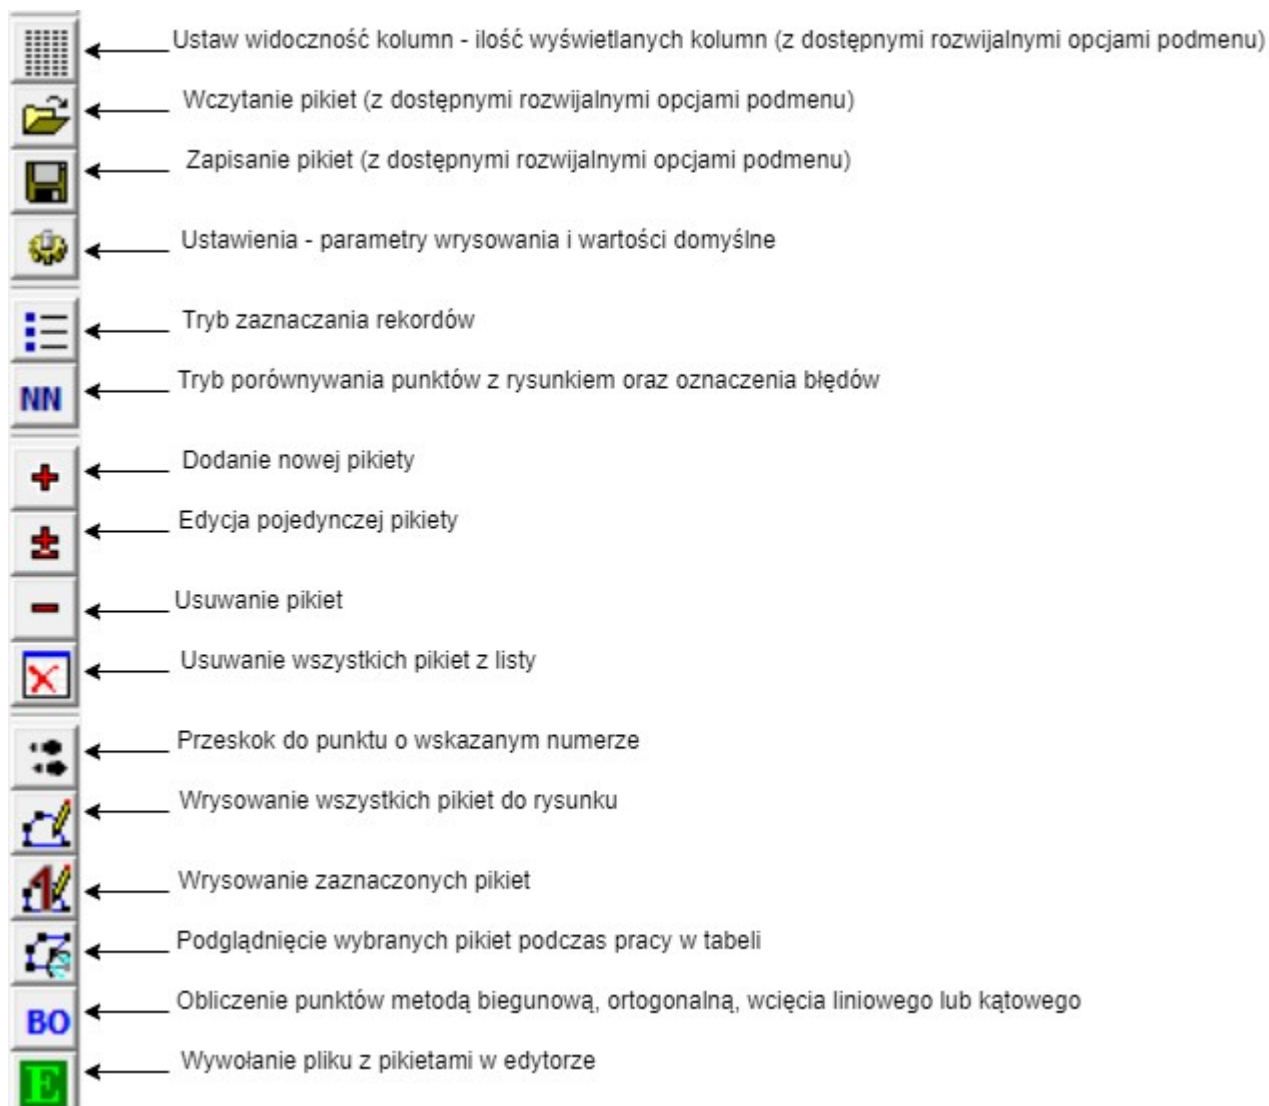 Ustaw widoczność kolumn - ilość wyświetlanych kolumn (z dostępnymi rozwijalnymi opcjami podmenu)
Wczytanie pikiet (z dostępnymi rozwijalnymi opcjami podmenu)
Zapisanie pikiet (z dostępnymi rozwijalnymi opcjami podmenu)
Ustawienia - parametry wrysowania i wartości domyślne
Tryb zaznaczania rekordów
NN Tryb porównywania punktów z rysunkiem oraz oznaczenia błędów
Dodanie nowej pikiety
Edycja pojedynczej pikiety
Usuwanie pikiet
Usuwanie wszystkich pikiet z listy
Przeskok do punktu o wskazanym numerze
Wrysowanie wszystkich pikiet do rysunku
1 Wrysowanie zaznaczonych pikiet
Podglądnięcie wybranych pikiet podczas pracy w tabeli
BO Obliczenie punktów metodą biegunową, ortogonalną, wcięcia liniowego lub kątowego
E Wywołanie pliku z pikietami w edytorze